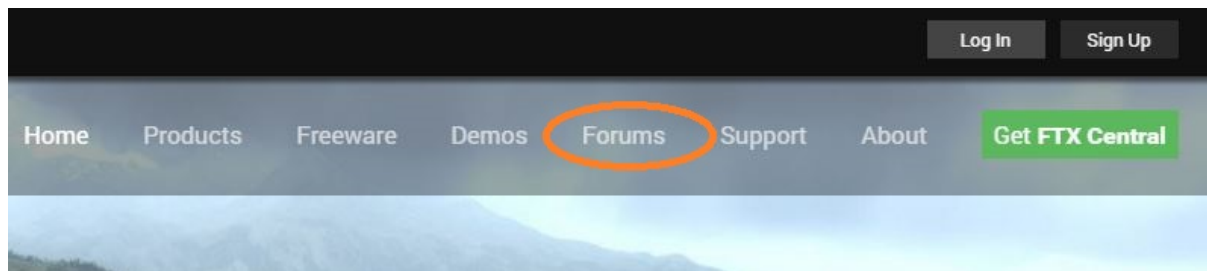 Log In Sign Up
Home Products Freeware Demos Forums Support About Get FTX Central